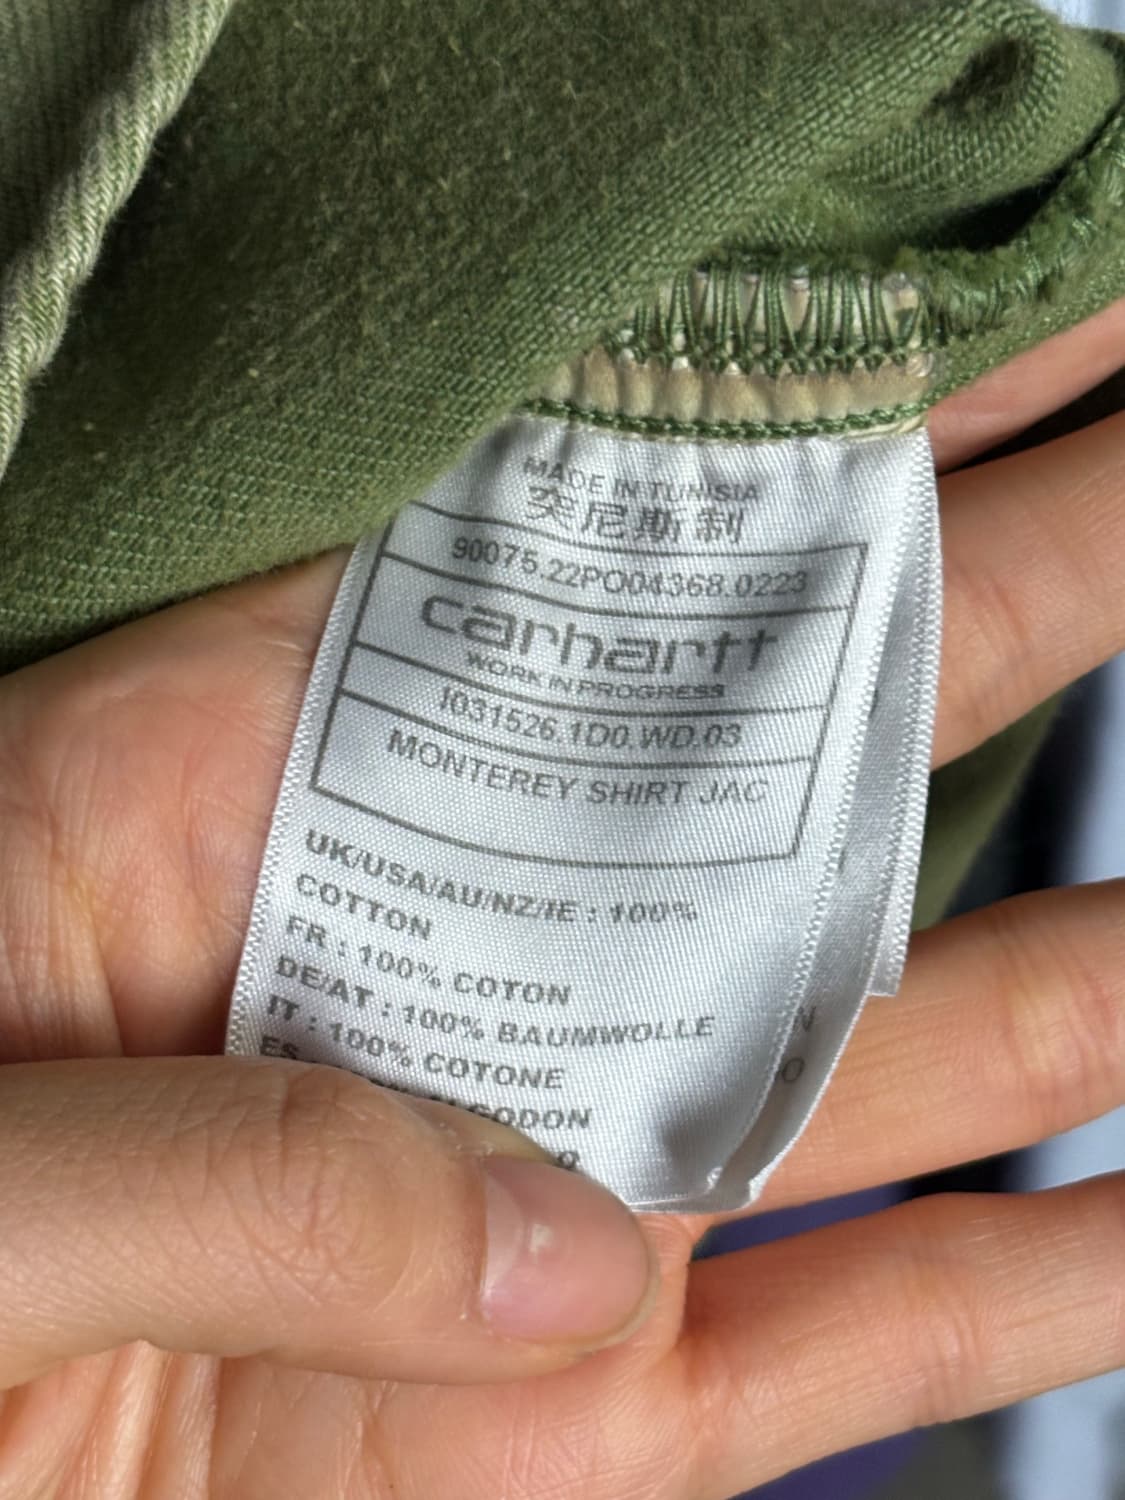 MADE IN TUNISIA
突尼斯制
90075.22PO04368.0223
carhartt
WORK IN PROGRESS
I031526.1D0.WD.03
MONTEREY SHIRT JAC
UK/USA/AU/NZ/IE : 100%
COTTON
FR : 100% COTON
DE/AT : 100% BAUMWOLLE
IT : 100% COTONE
ES